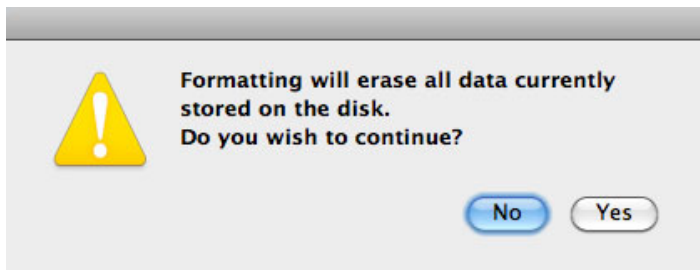 Formatting will erase all data currently
stored on the disk.
Do you wish to continue?
No Yes